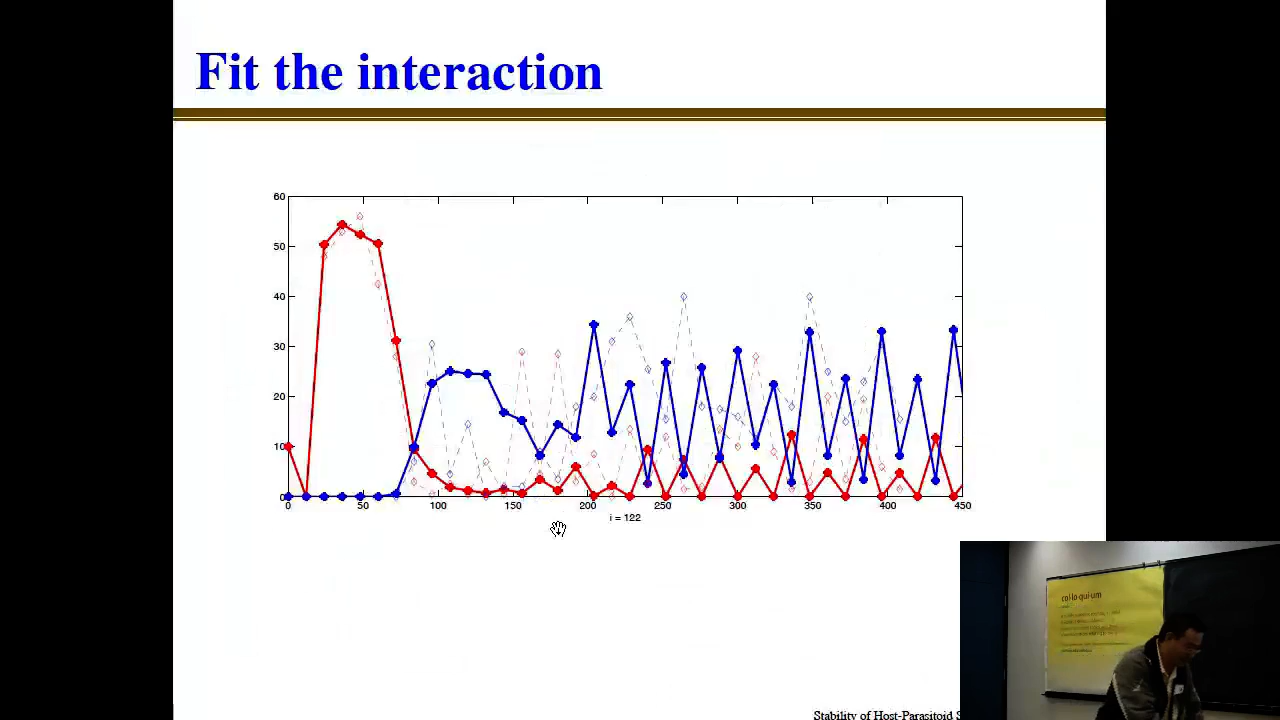 Fit the interaction
60
50
40
30
20
10
0
0 50 100 150 200 250 300 350 400 450
i = 122
colloquium
Stability of Host-Parasitoid S